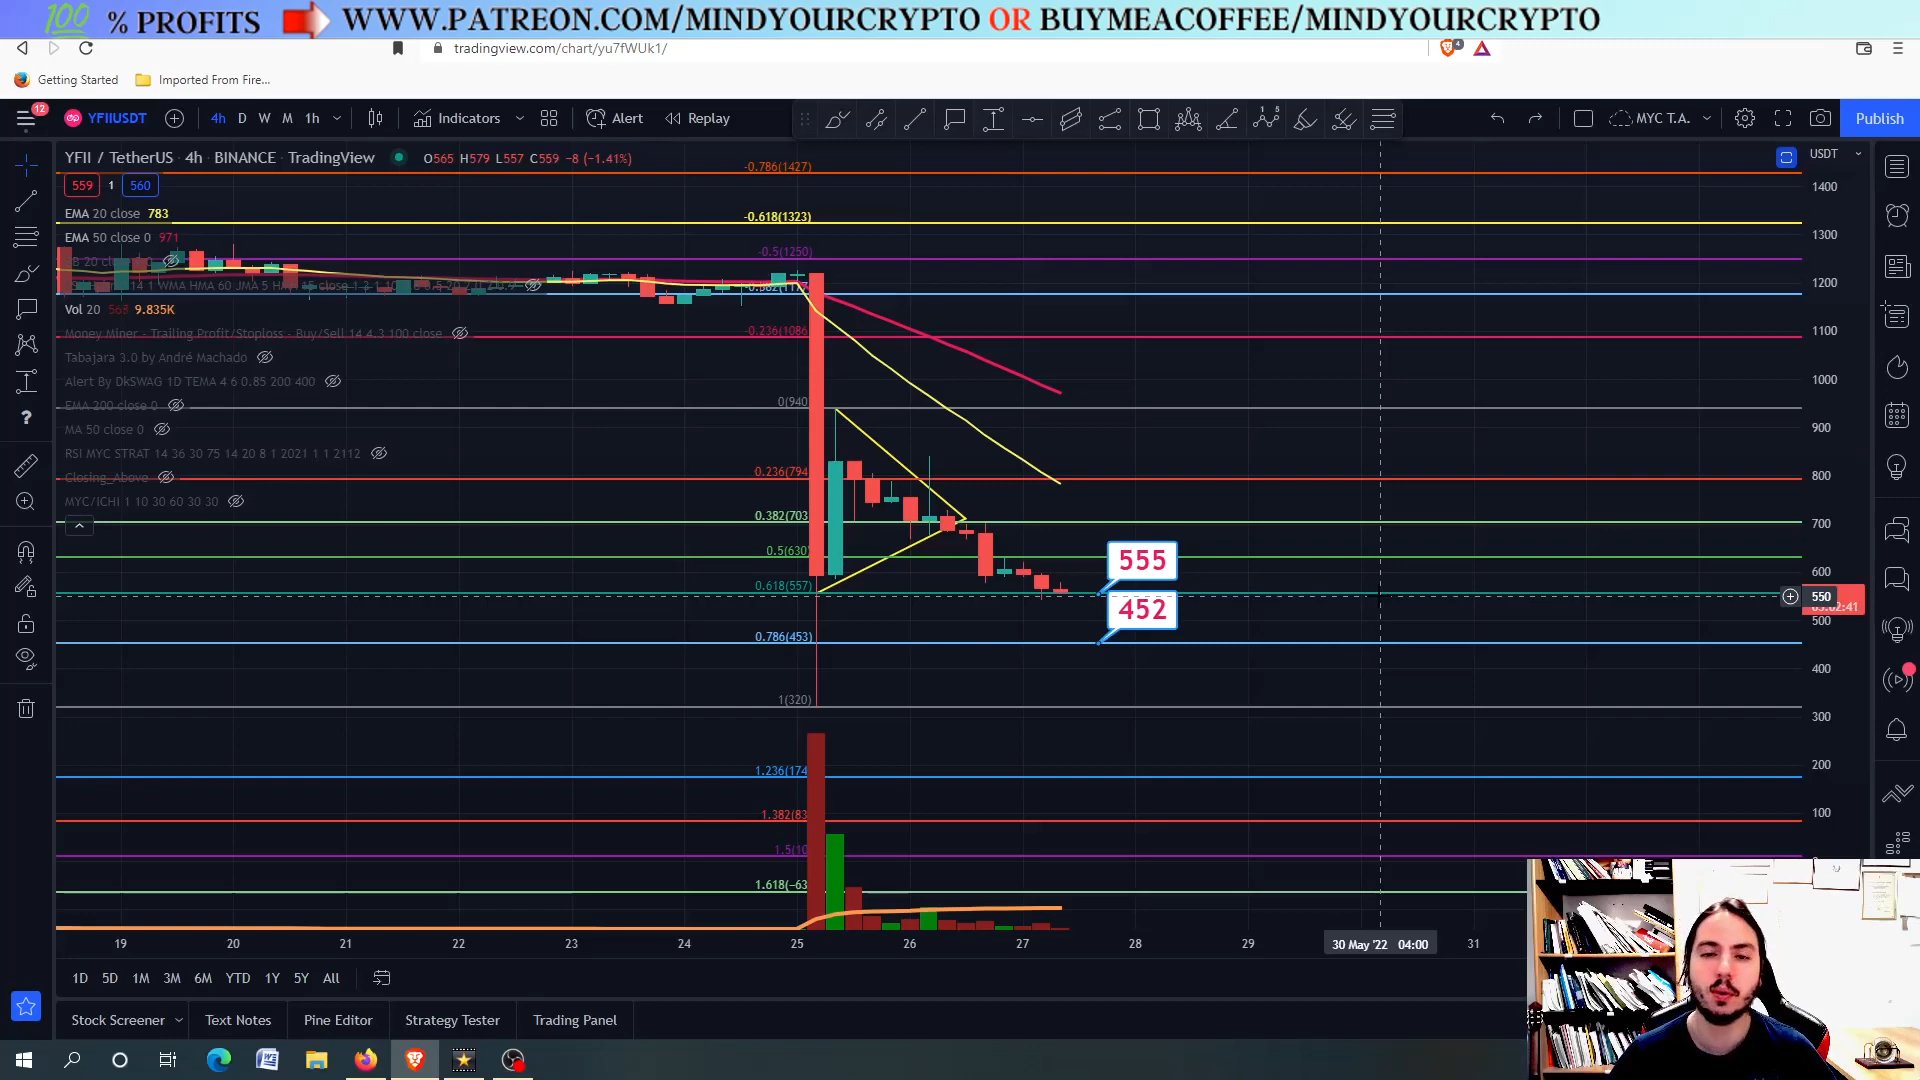 💯 % PROFITS ➡ WWW.PATREON.COM/MINDYOURCRYPTO OR BUYMEACOFFEE/MINDYOURCRYPTO
tradingview.com/chart/yu7fWUk1/
4
Getting Started Imported From Fire...
12
YFIIUSDT 4h D W M 1h Indicators Alert Replay MYC T.A. Publish
YFII / TetherUS · 4h · BINANCE · TradingView O565 H579 L557 C559 −8 (−1.41%)
USDT
559 1 560
EMA 20 close 783
EMA 50 close 0 971
Vol 20 568 9.835K
Money Miner - Trailing Profit/Stoploss - Buy/Sell 14 4.3 100 close
Tabajara 3.0 by André Machado
Alert By DkSWAG 1D TEMA 4 6 0.85 200 400
EMA 200 close 0
MA 50 close 0
RSI MYC STRAT 14 36 30 75 14 20 8 1 2021 1 1 2112
Closing_Above
MYC/ICHI 1 10 30 60 30 30
-0.786(1427)
-0.618(1323)
-0.5(1250)
-0.236(1086
0(940)
0.236(794
0.382(703
0.5(630)
0.618(557)
0.786(453)
1(320)
1.236(174
1.382(83
1.5(10
1.618(−63
555
452
1400
1300
1200
1100
1000
900
800
700
600
550
500
400
300
200
100
19 20 21 22 23 24 25 26 27 28 29 30 May '22 04:00 31
1D 5D 1M 3M 6M YTD 1Y 5Y All
Stock Screener Text Notes Pine Editor Strategy Tester Trading Panel